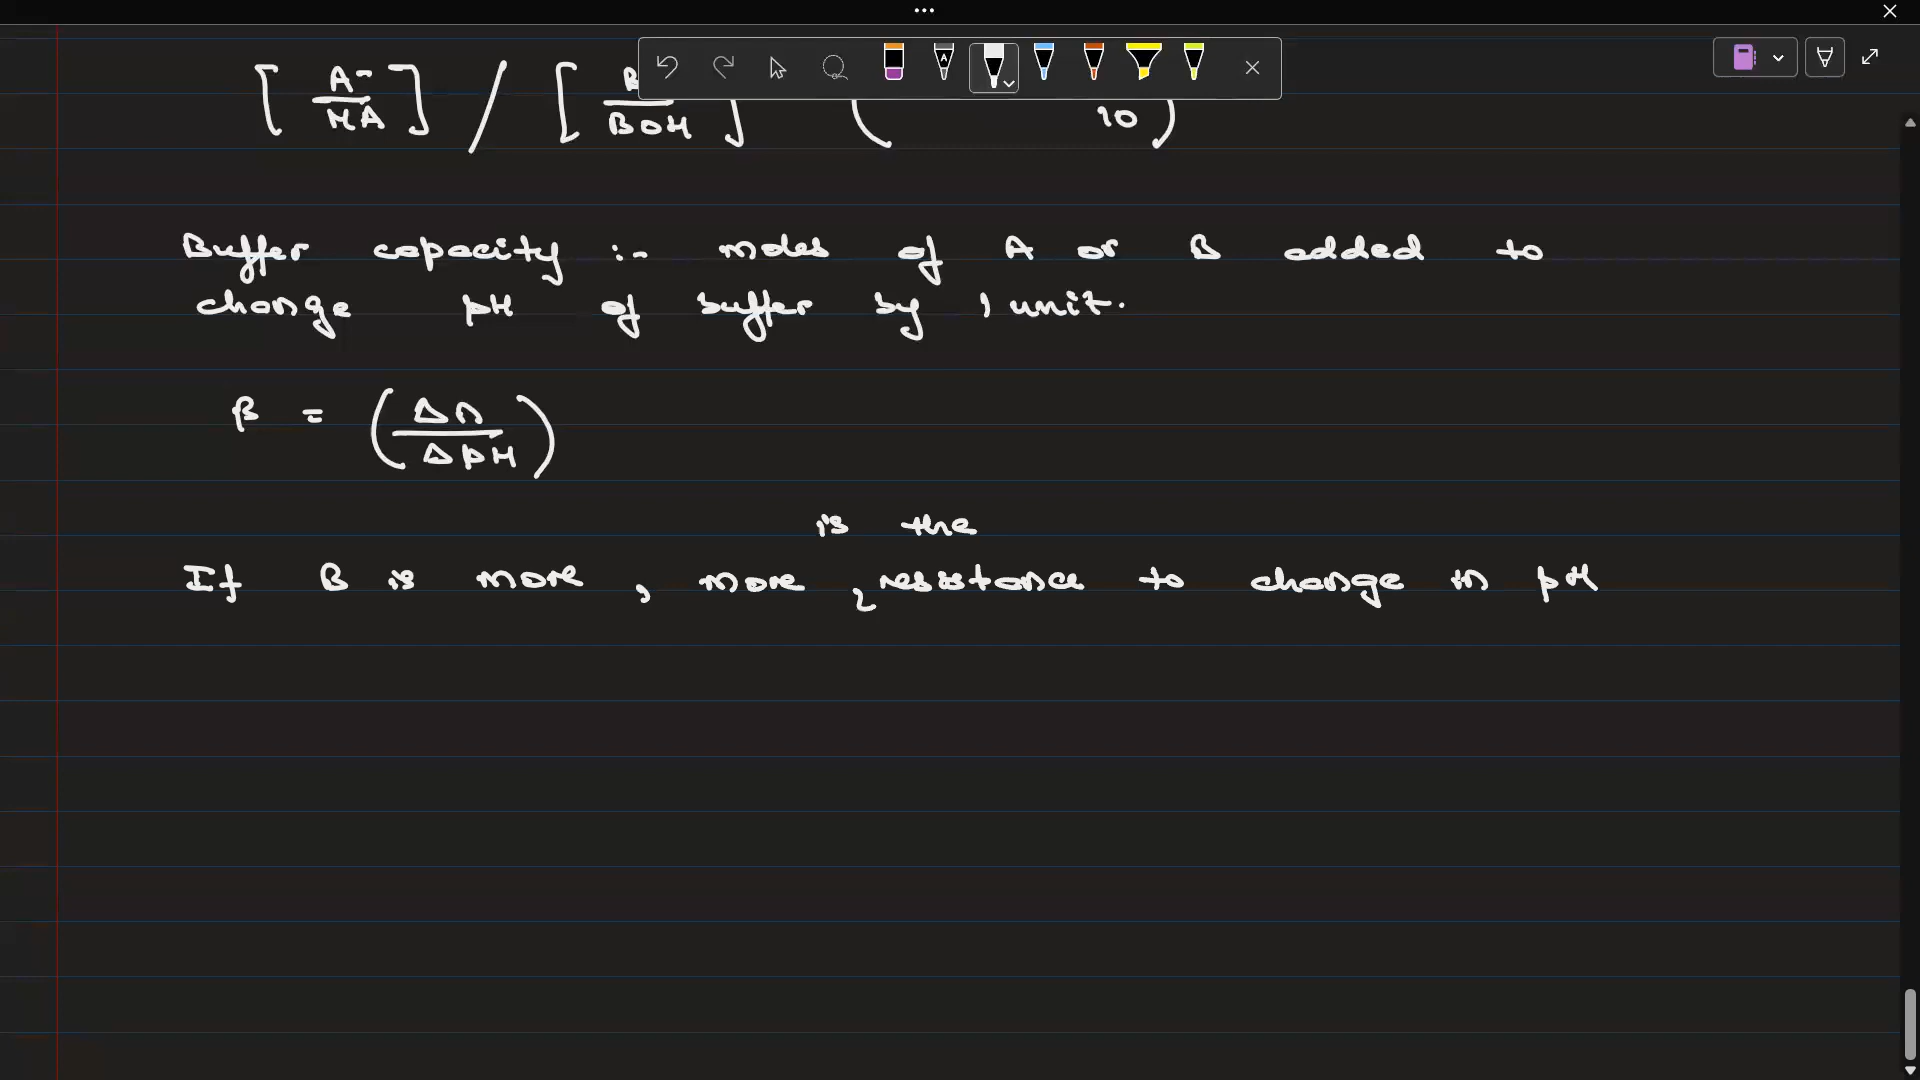 [A-/HA] / [B/BOH] ( 10)
Buffer capacity :- moles of A or B added to
change pH of buffer by 1 unit.
β = (Δn/ΔpH)
is the
If B is more, more resistance to change in pH